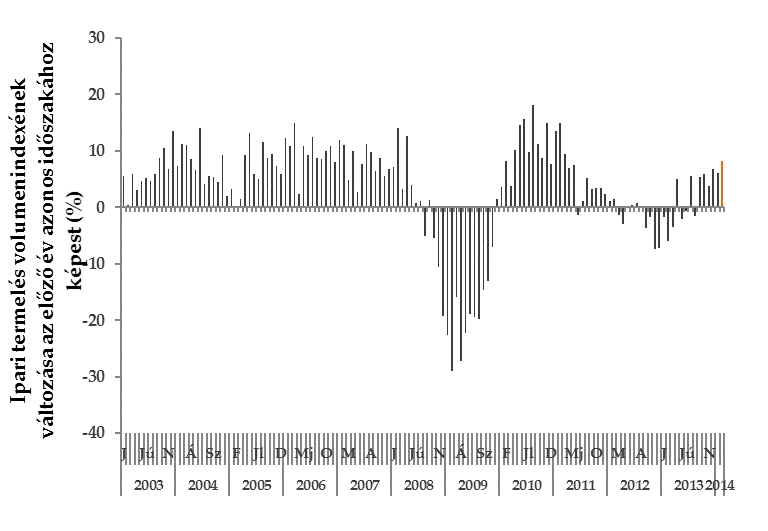 Ipari termelés volumenindexének
változása az előző év azonos időszakához
képest (%)
30
20
10
0
-10
-20
-30
-40
J Jú N Á Sz F Jl D Mj O M A J Jú N Á Sz F Jl D Mj O M A J Jú N
2003 2004 2005 2006 2007 2008 2009 2010 2011 2012 2013 2014